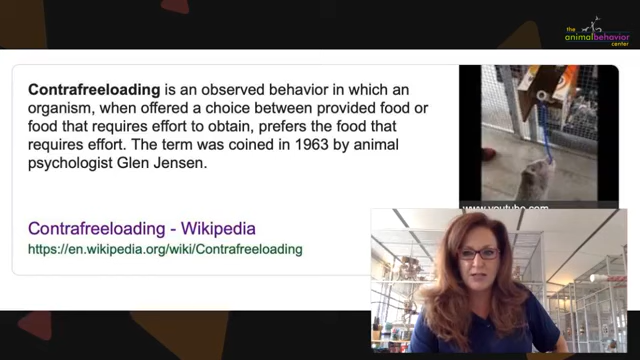 the
animalbehavior
center
Contrafreeloading is an observed behavior in which an
organism, when offered a choice between provided food or
food that requires effort to obtain, prefers the food that
requires effort. The term was coined in 1963 by animal
psychologist Glen Jensen.
www.youtube.com
Contrafreeloading - Wikipedia
https://en.wikipedia.org/wiki/Contrafreeloading